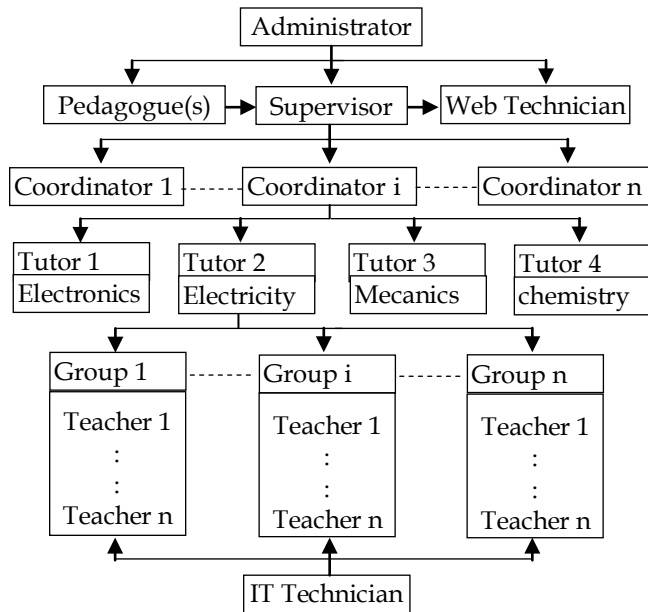 Administrator
Pedagogue(s)
Supervisor
Web Technician
Coordinator 1
Coordinator i
Coordinator n
Tutor 1
Electronics
Tutor 2
Electricity
Tutor 3
Mecanics
Tutor 4
chemistry
Group 1
Group i
Group n
Teacher 1
:
:
Teacher n
Teacher 1
:
:
Teacher n
Teacher 1
:
:
Teacher n
IT Technician